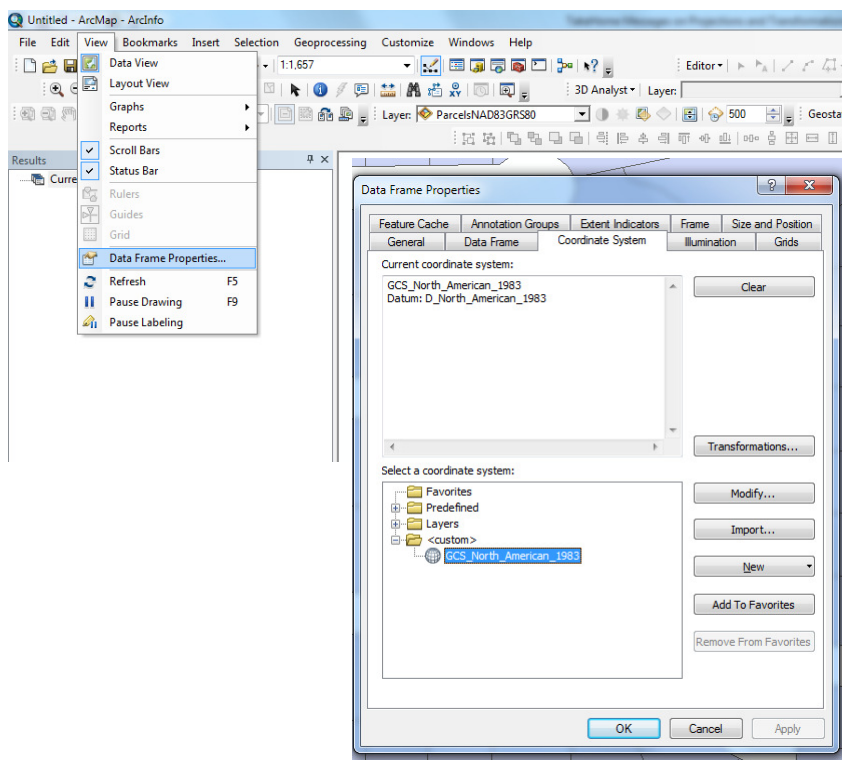 Untitled - ArcMap - ArcInfo
File Edit View Bookmarks Insert Selection Geoprocessing Customize Windows Help
1:1,657
Editor
3D Analyst
Layer:
Layer: ParcelsNAD83GRS80
500
Data View
Layout View
Graphs
Reports
Scroll Bars
Status Bar
Rulers
Guides
Grid
Data Frame Properties...
Refresh F5
Pause Drawing F9
Pause Labeling
Results
Data Frame Properties
Feature Cache Annotation Groups Extent Indicators Frame Size and Position
General Data Frame Coordinate System Illumination Grids
Current coordinate system:
GCS_North_American_1983
Datum: D_North_American_1983
Clear
Transformations...
Select a coordinate system:
Favorites
Predefined
Layers
<custom>
GCS_North_American_1983
Modify...
Import...
New
Add To Favorites
Remove From Favorites
OK Cancel Apply